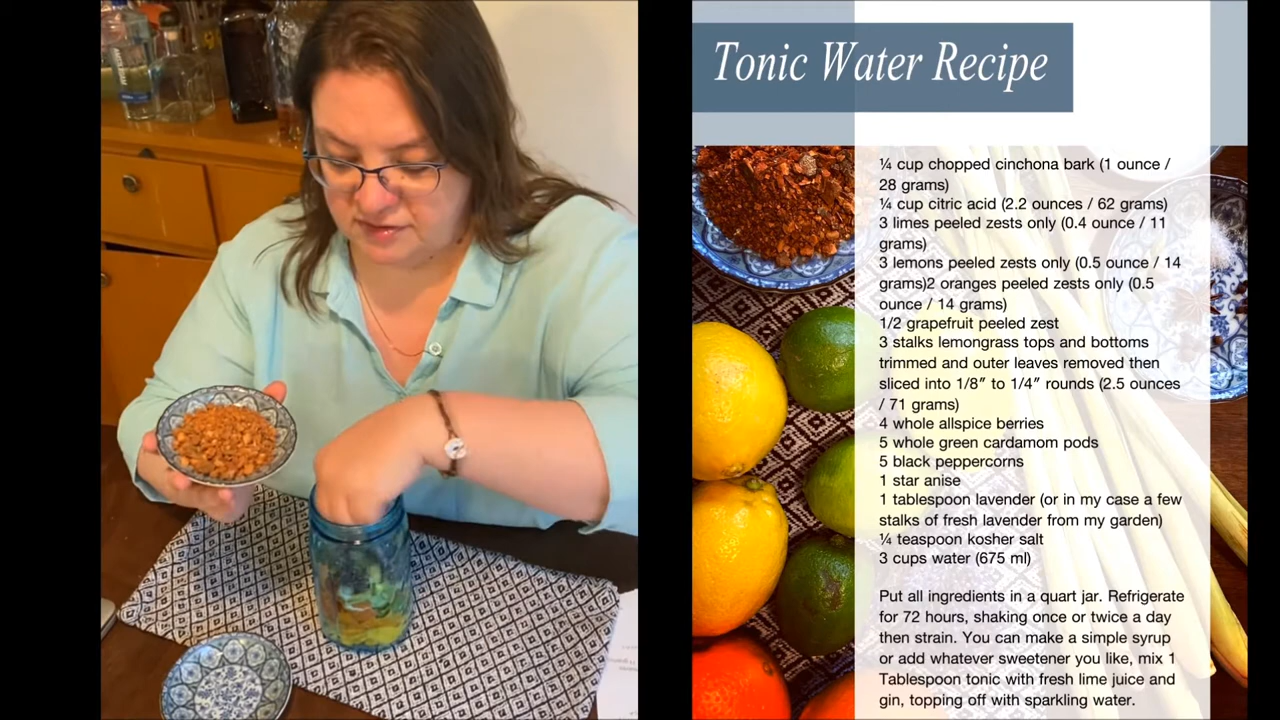 Tonic Water Recipe
¼ cup chopped cinchona bark (1 ounce /
28 grams)
¼ cup citric acid (2.2 ounces / 62 grams)
3 limes peeled zests only (0.4 ounce / 11
grams)
3 lemons peeled zests only (0.5 ounce / 14
grams)2 oranges peeled zests only (0.5
ounce / 14 grams)
1/2 grapefruit peeled zest
3 stalks lemongrass tops and bottoms
trimmed and outer leaves removed then
sliced into 1/8″ to 1/4″ rounds (2.5 ounces
/ 71 grams)
4 whole allspice berries
5 whole green cardamom pods
5 black peppercorns
1 star anise
1 tablespoon lavender (or in my case a few
stalks of fresh lavender from my garden)
¼ teaspoon kosher salt
3 cups water (675 ml)
Put all ingredients in a quart jar. Refrigerate
for 72 hours, shaking once or twice a day
then strain. You can make a simple syrup
or add whatever sweetener you like, mix 1
Tablespoon tonic with fresh lime juice and
gin, topping off with sparkling water.